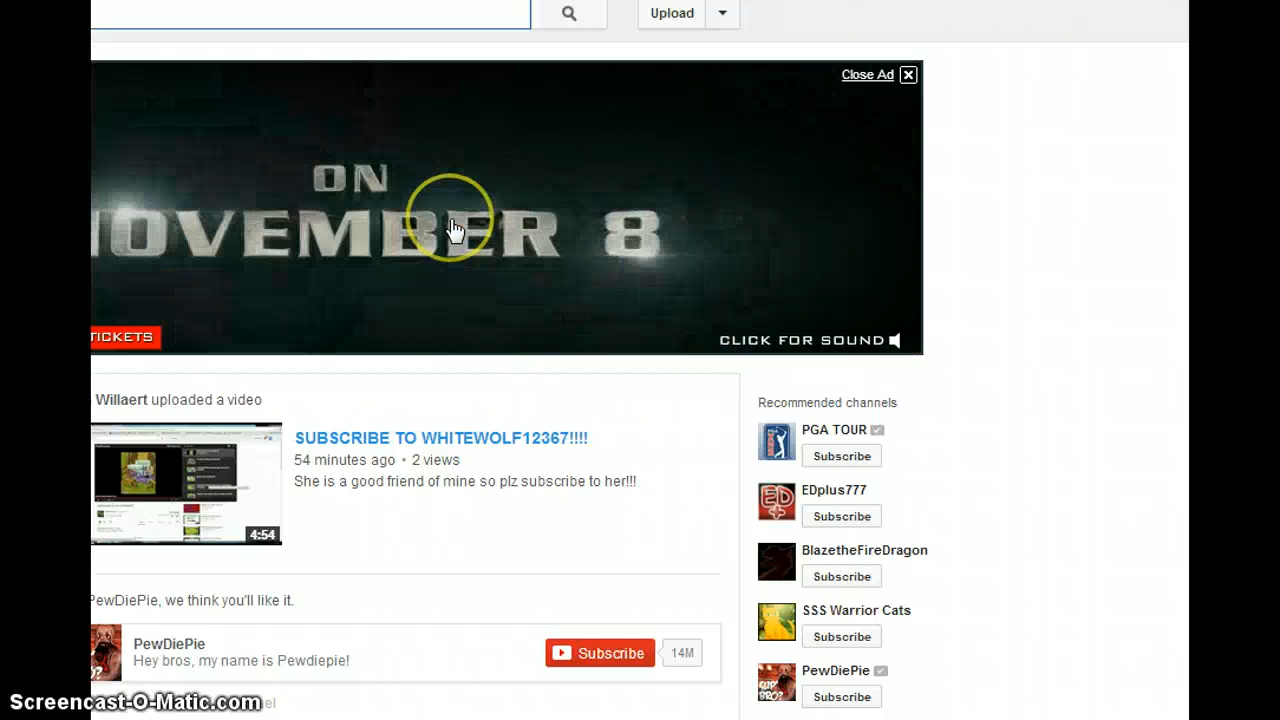 Upload
Close Ad
ON
NOVEMBER 8
TICKETS
CLICK FOR SOUND
Willaert uploaded a video
SUBSCRIBE TO WHITEWOLF12367!!!!
54 minutes ago • 2 views
She is a good friend of mine so plz subscribe to her!!!
4:54
PewDiePie, we think you'll like it.
PewDiePie
Hey bros, my name is Pewdiepie!
Subscribe
14M
Recommended channels
PGA TOUR
Subscribe
EDplus777
Subscribe
BlazetheFireDragon
Subscribe
SSS Warrior Cats
Subscribe
PewDiePie
Subscribe
Screencast-O-Matic.com